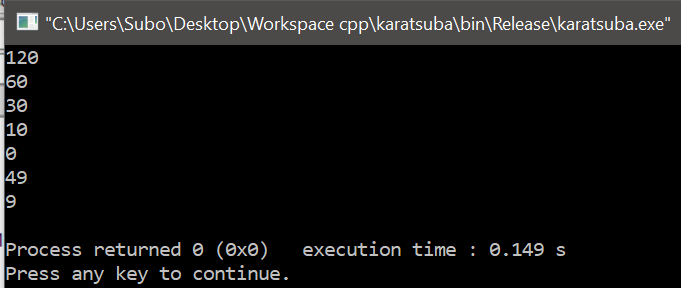 "C:\Users\Subo\Desktop\Workspace cpp\karatsuba\bin\Release\karatsuba.exe"
120
60
30
10
0
49
9
Process returned 0 (0x0)   execution time : 0.149 s
Press any key to continue.